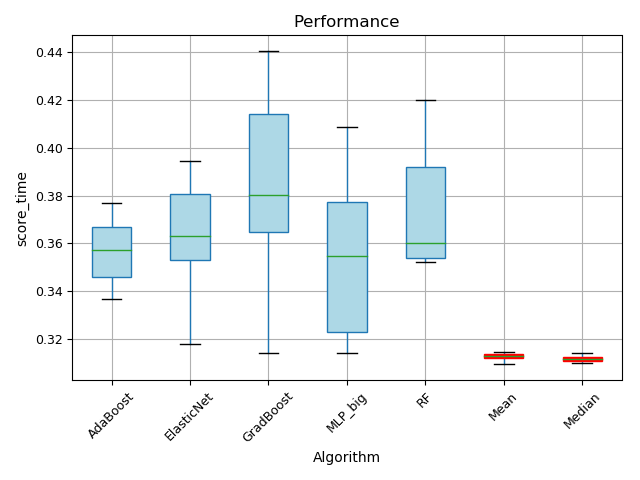 Performance
0.44
0.42
0.40
0.38
0.36
0.34
0.32
score_time
AdaBoost
ElasticNet
GradBoost
MLP_big
RF
Mean
Median
Algorithm